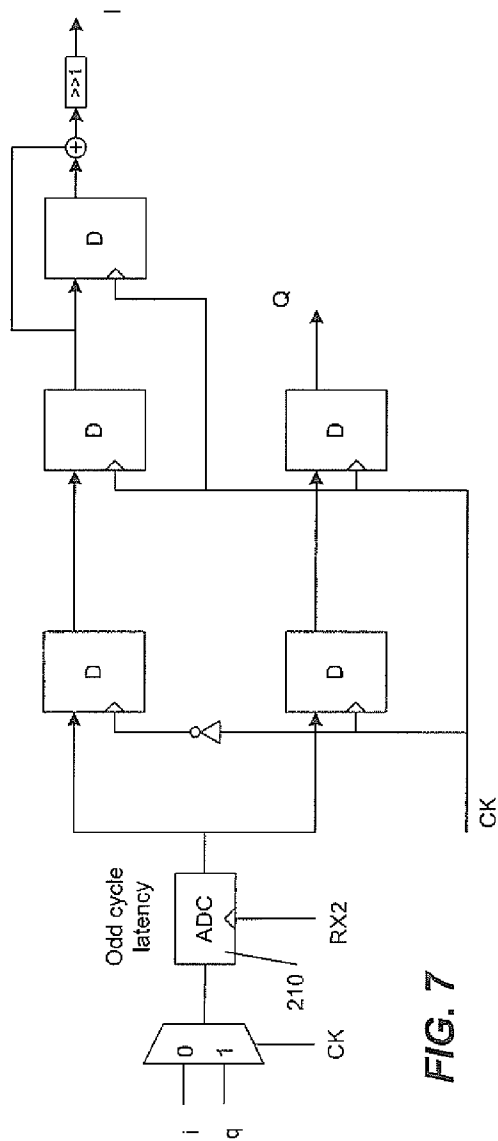 i
q
0
1
CK
Odd cycle
latency
ADC
210
RX2
D
D
D
>>1
I
D
D
Q
CK
+
FIG. 7